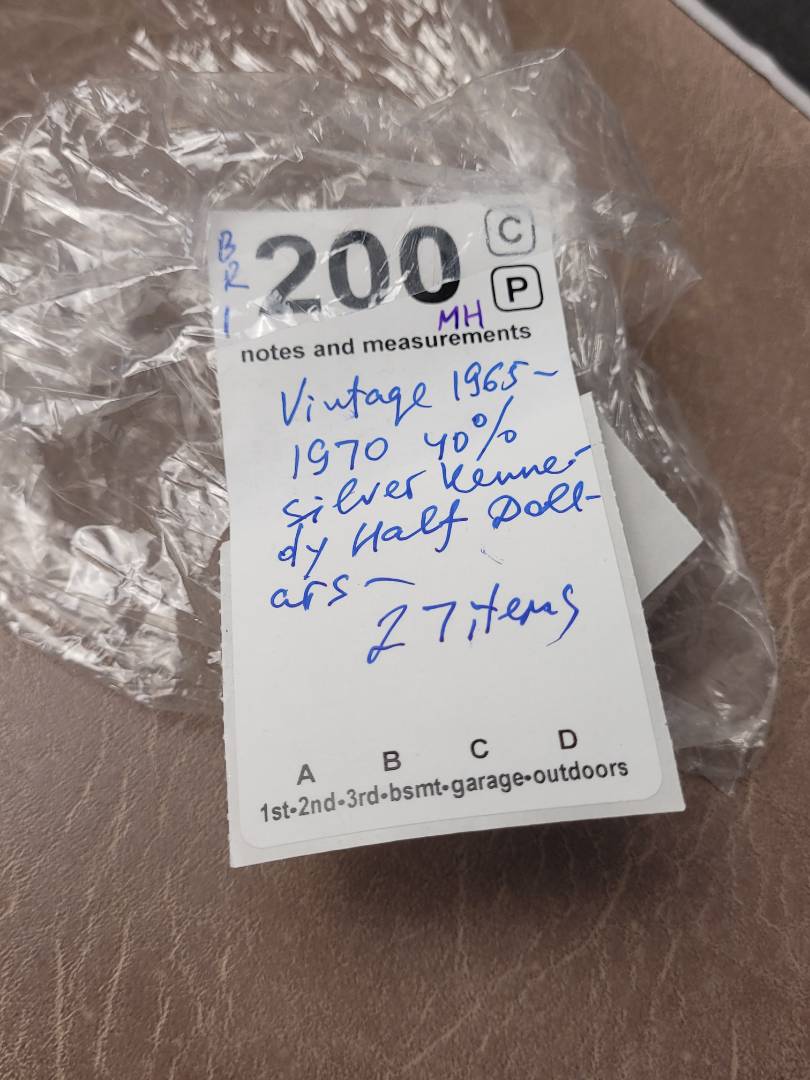 B
R
1
200
C
P
MH
notes and measurements
Vintage 1965-
1970 40%
silver Kenne-
dy Half Doll-
ars -
27 items
A B C D
1st•2nd•3rd•bsmt•garage•outdoors